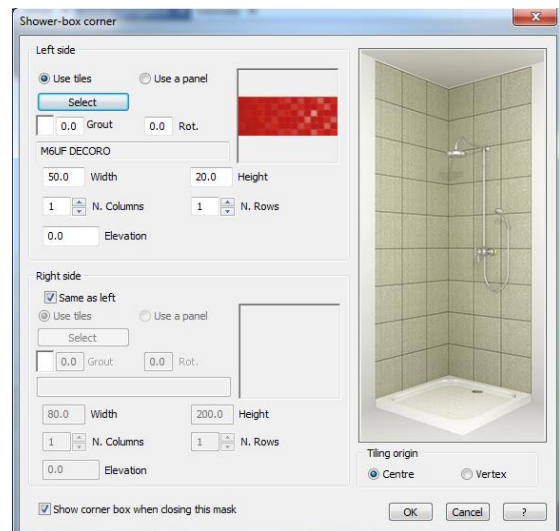 Shower-box corner
Left side
Use tiles Use a panel
Select
0.0 Grout 0.0 Rot.
M6UF DECORO
50.0 Width 20.0 Height
1 N. Columns 1 N. Rows
0.0 Elevation
Right side
Same as left
Use tiles Use a panel
Select
0.0 Grout 0.0 Rot.
80.0 Width 200.0 Height
1 N. Columns 1 N. Rows
0.0 Elevation
Tiling origin
Centre Vertex
Show corner box when closing this mask
OK Cancel ?